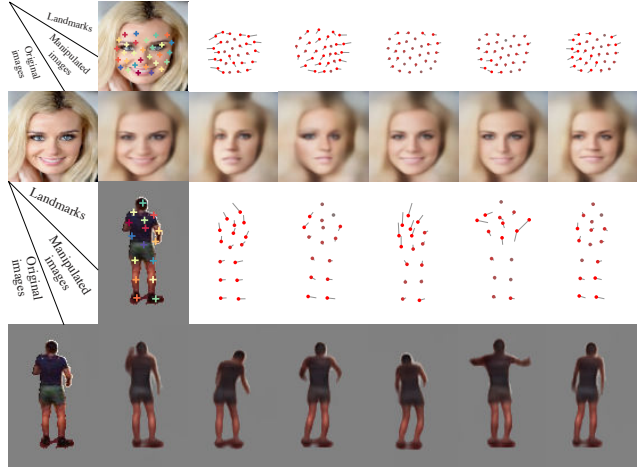 Landmarks
Manipulated
images
Original
images
Landmarks
Manipulated
images
Original
images